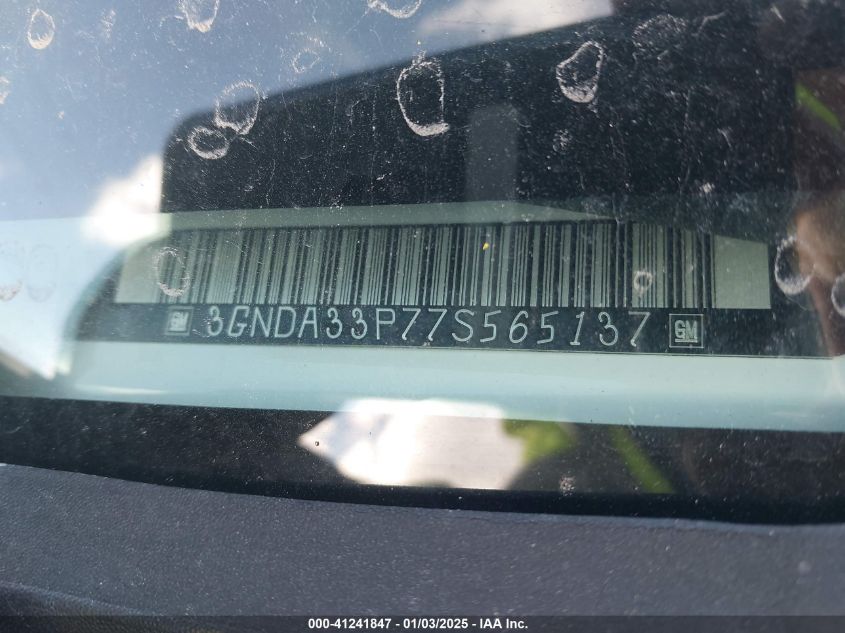 GM 3GNDA33P77S565137 GM
000-41241847 - 01/03/2025 - IAA Inc.